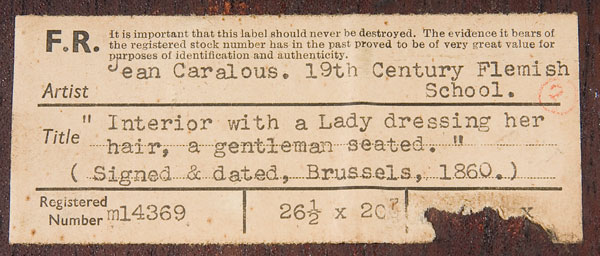 F.R. It is important that this label should never be destroyed. The evidence it bears of
the registered stock number has in the past proved to be of very great value for
purposes of identification and authenticity.
Jean Caralous. 19th Century Flemish
Artist School.
Title " Interior with a Lady dressing her
hair, a gentleman seated. "
( Signed & dated, Brussels, 1860.)
Registered
Number m14369 26½ x 20 x